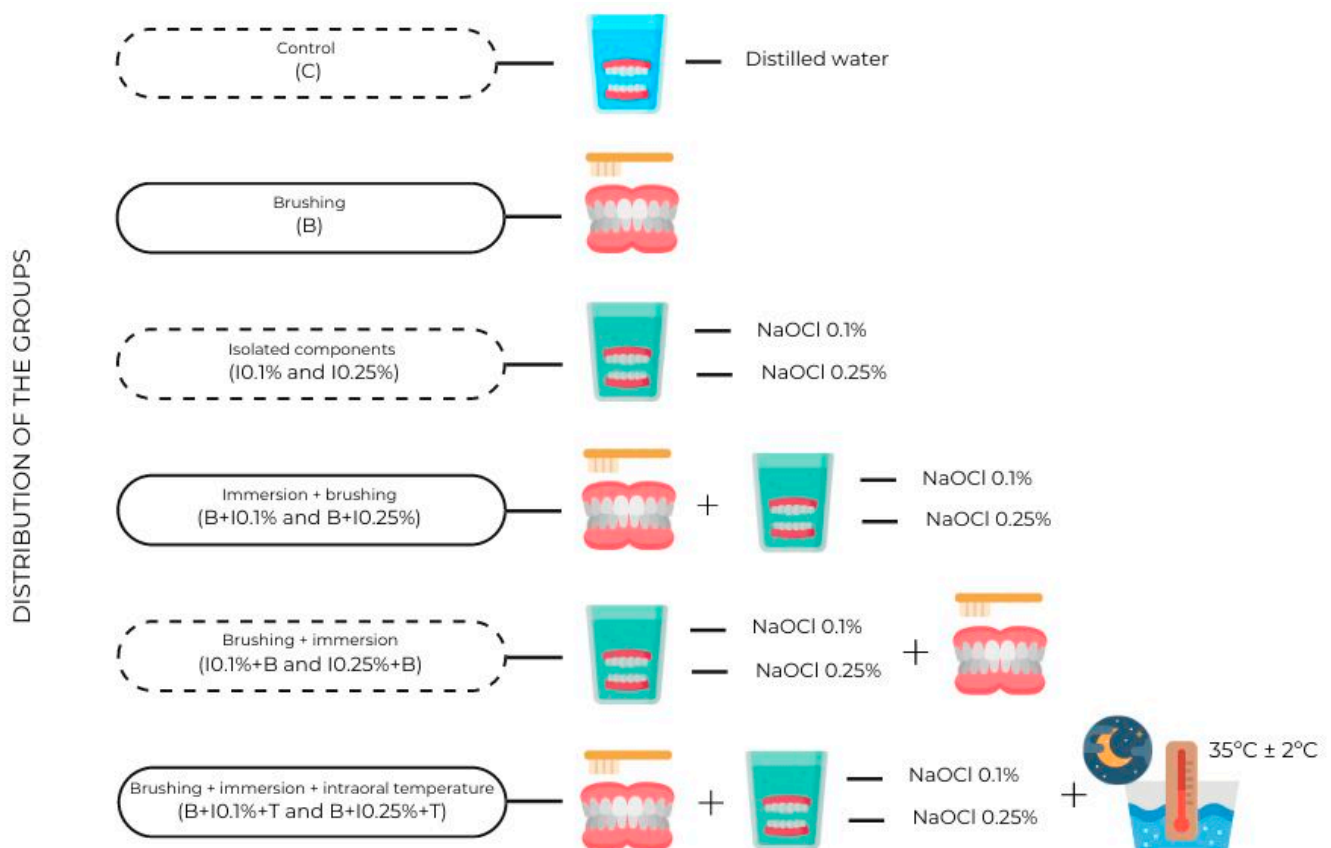 DISTRIBUTION OF THE GROUPS
Control
(C)
Distilled water
Brushing
(B)
Isolated components
(I0.1% and I0.25%)
NaOCl 0.1%
NaOCl 0.25%
Immersion + brushing
(B+I0.1% and B+I0.25%)
+
NaOCl 0.1%
NaOCl 0.25%
Brushing + immersion
(I0.1%+B and I0.25%+B)
NaOCl 0.1%
NaOCl 0.25%
+
Brushing + immersion + intraoral temperature
(B+I0.1%+T and B+I0.25%+T)
+
NaOCl 0.1%
NaOCl 0.25%
+
35°C ± 2°C